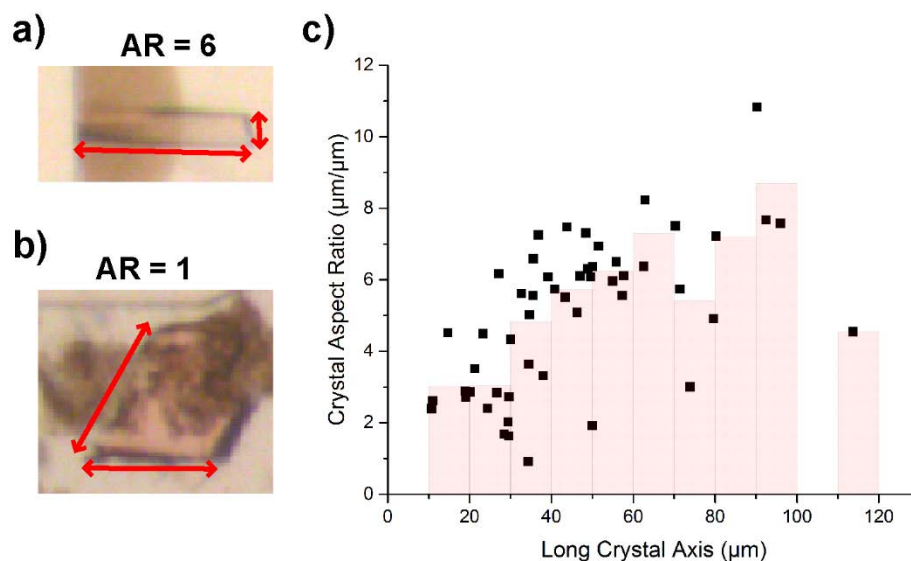 a)
AR = 6
b)
AR = 1
c)
Crystal Aspect Ratio (µm/µm)
12
10
8
6
4
2
0
0 20 40 60 80 100 120
Long Crystal Axis (µm)